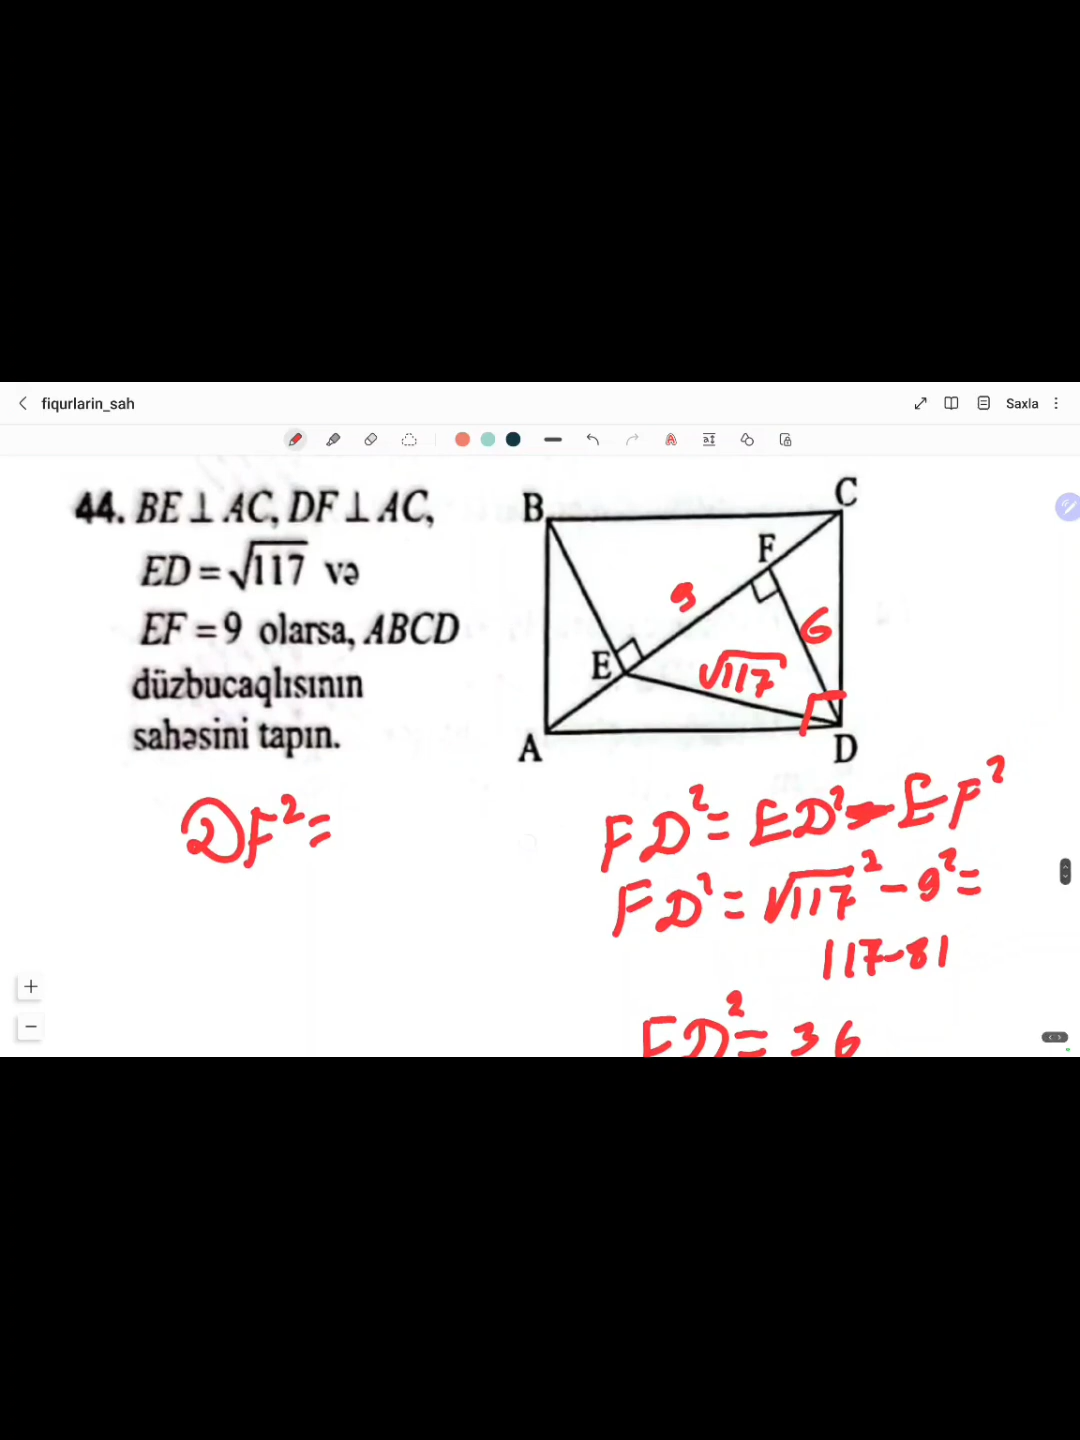 fiqurlarin_sah
Saxla
44. BE ⊥ AC, DF ⊥ AC,
ED = √117 və
EF = 9 olarsa, ABCD
düzbucaqlısının
sahəsini tapın.
B
C
F
9
6
E
√117
A
D
DF² =
FD² = ED² - EF²
FD² = √117² - 9² =
117-81
FD² = 36